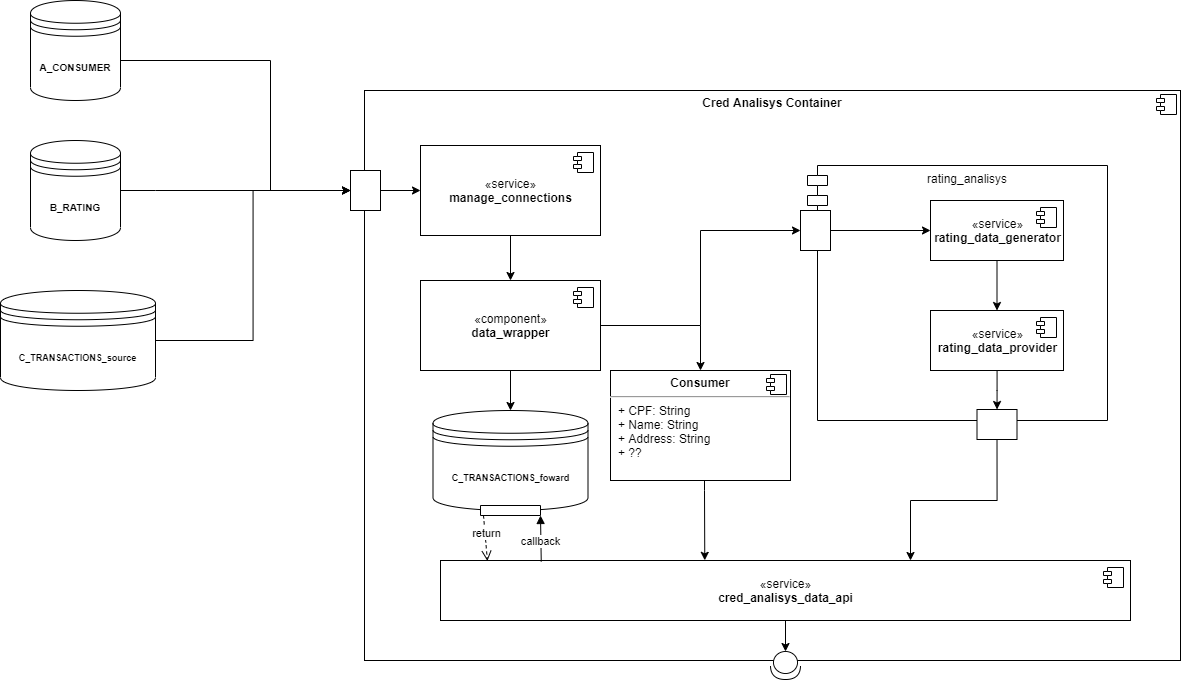 A_CONSUMER
B_RATING
C_TRANSACTIONS_source
Cred Analisys Container
«service»
manage_connections
«component»
data_wrapper
C_TRANSACTIONS_foward
return
callback
Consumer
+ CPF: String
+ Name: String
+ Address: String
+ ??
rating_analisys
«service»
rating_data_generator
«service»
rating_data_provider
«service»
cred_analisys_data_api